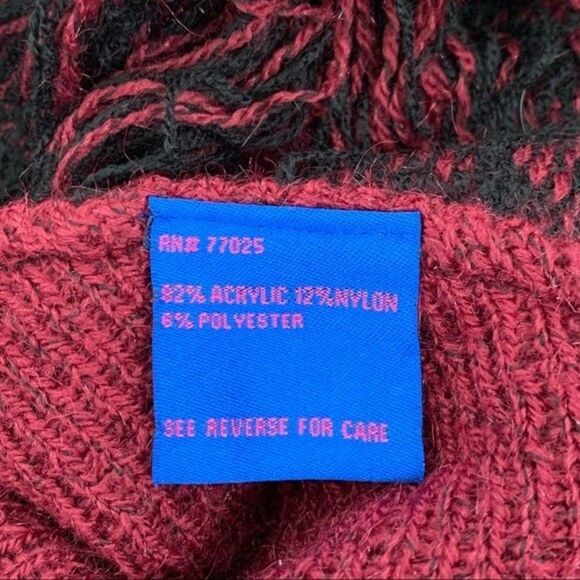 RN# 77025
82% ACRYLIC 12%NYLON
6% POLYESTER
SEE REVERSE FOR CARE